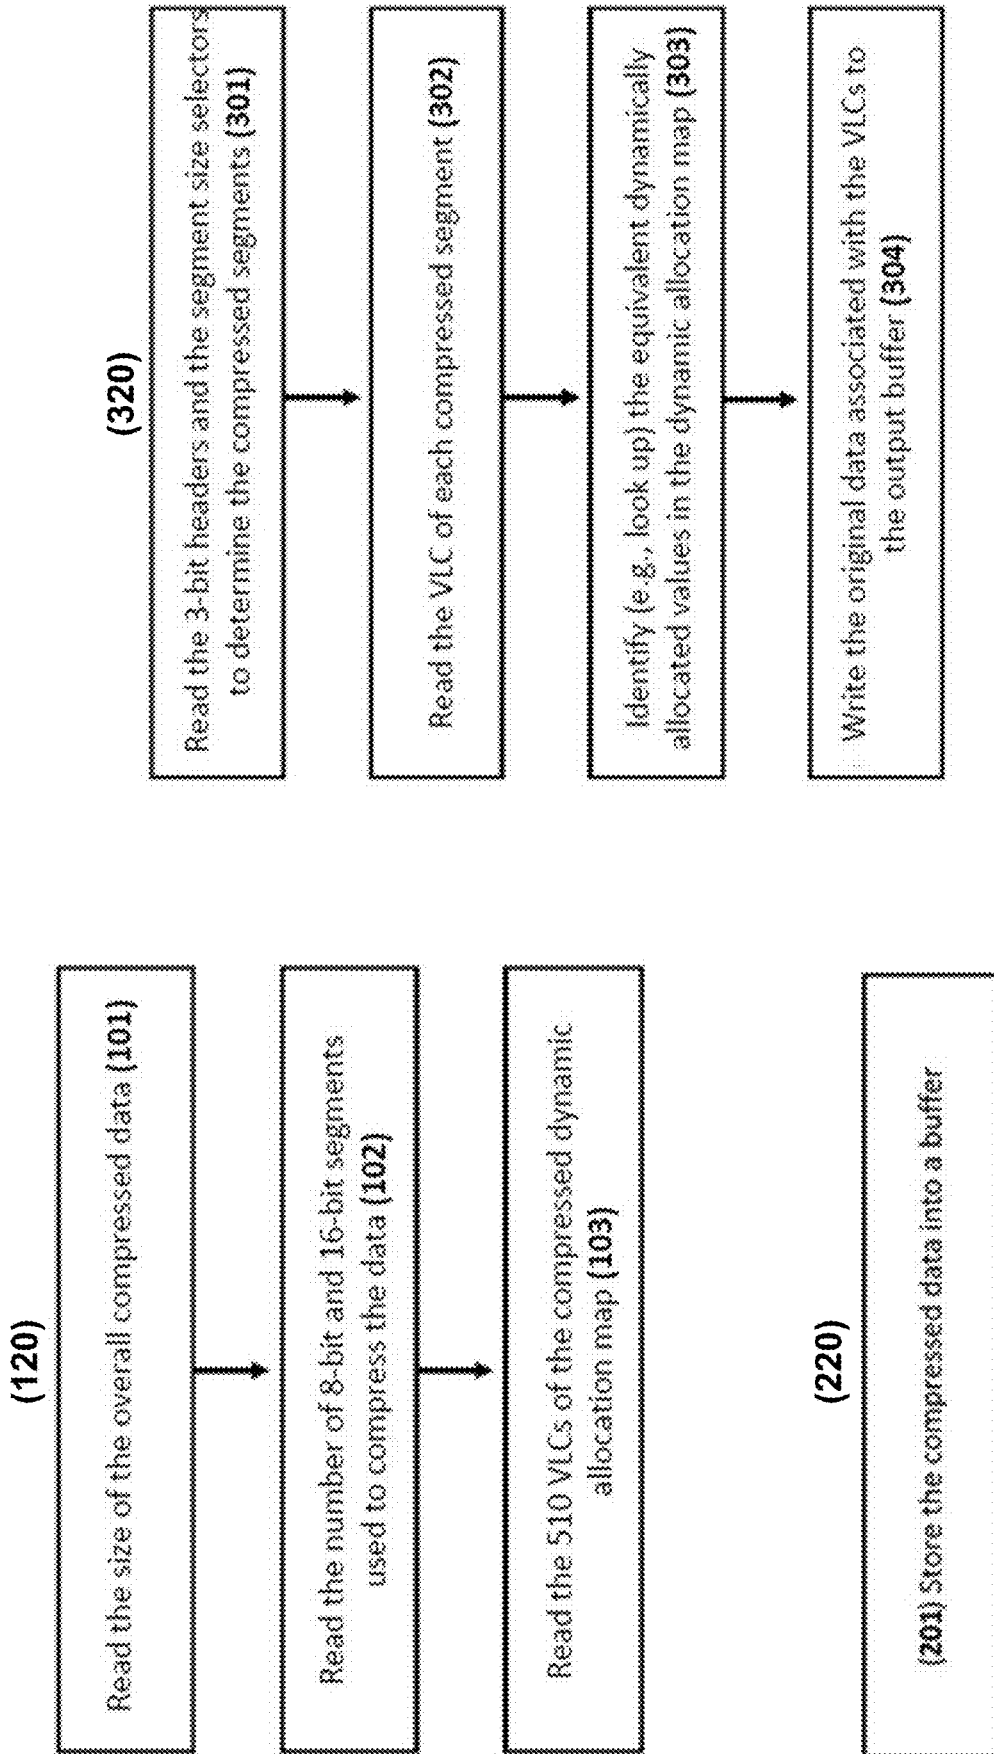 (120)
Read the size of the overall compressed data (101)
Read the number of 8-bit and 16-bit segments
used to compress the data (102)
Read the 510 VLCs of the compressed dynamic
allocation map (103)
(220)
(201) Store the compressed data into a buffer
(320)
Read the 3-bit headers and the segment size selectors
to determine the compressed segments (301)
Read the VLC of each compressed segment (302)
Identify (e.g., look up) the equivalent dynamically
allocated values in the dynamic allocation map (303)
Write the original data associated with the VLCs to
the output buffer (304)